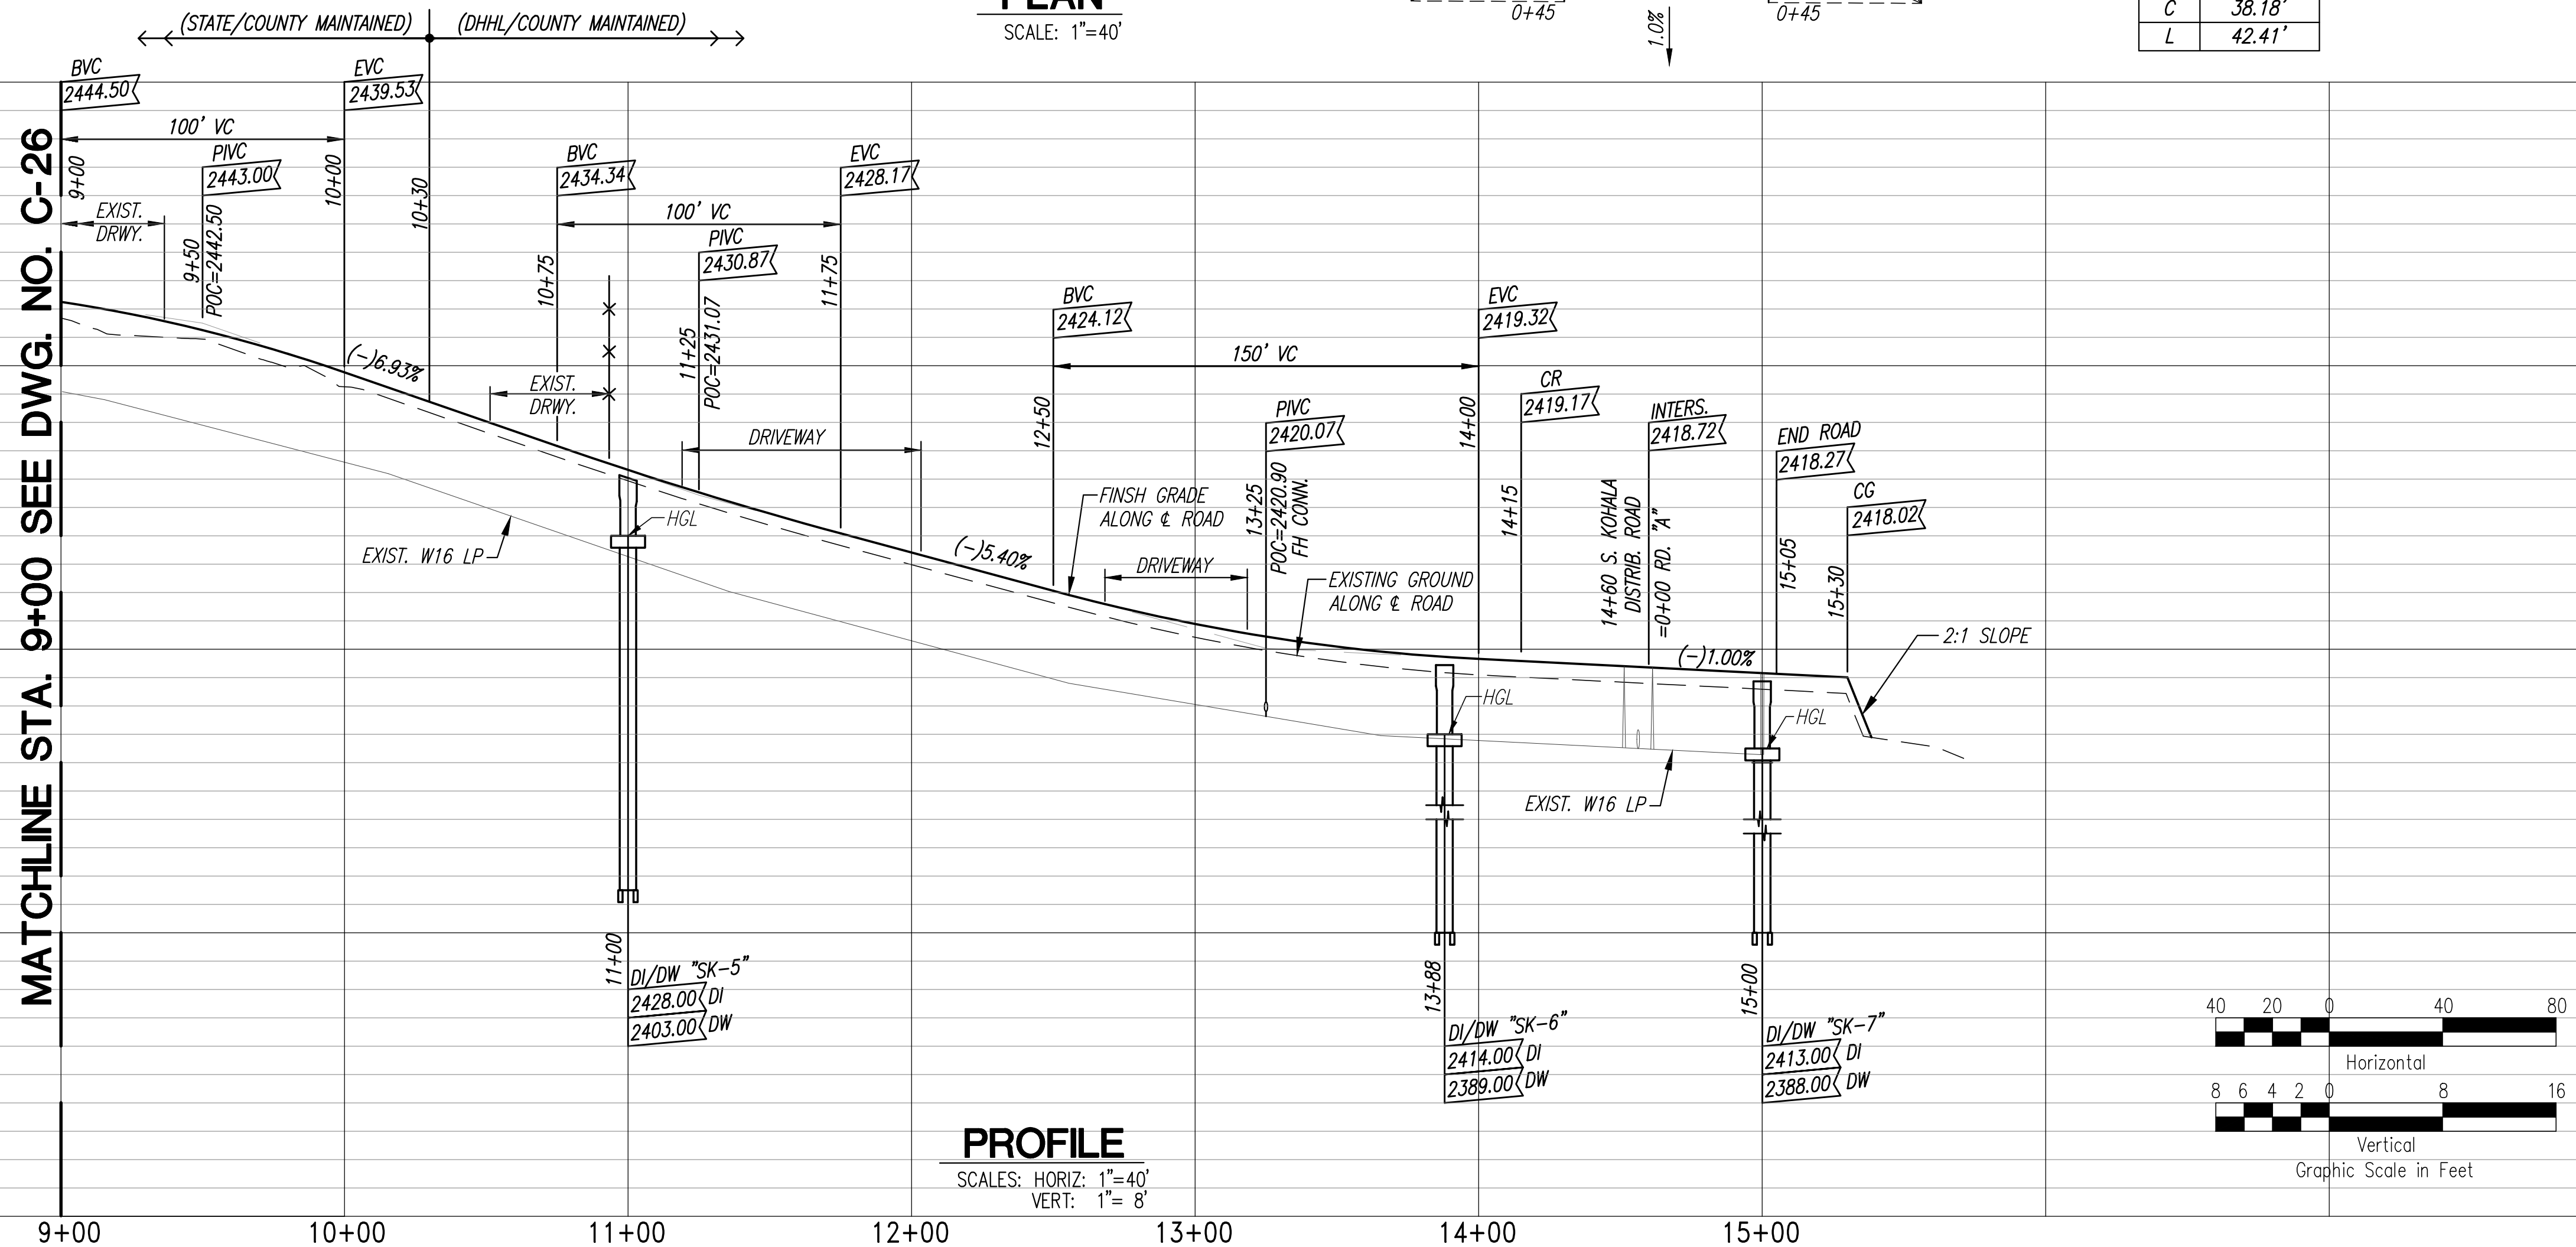 (STATE/COUNTY MAINTAINED)
(DHHL/COUNTY MAINTAINED)
SCALE: 1"=40'
0+45
1.0%
0+45
C 38.18'
L 42.41'
BVC
2444.50
EVC
2439.53
100' VC
9+00
PIVC
2443.00
10+00
10+30
EXIST.
DRWY.
9+50
POC=2442.50
(-)6.93%
BVC
2434.34
EVC
2428.17
100' VC
10+75
PIVC
2430.87
11+75
11+25
POC=2431.07
EXIST.
DRWY.
DRIVEWAY
HGL
EXIST. W16 LP
BVC
2424.12
EVC
2419.32
150' VC
12+50
PIVC
2420.07
14+00
CR
2419.17
INTERS.
2418.72
END ROAD
2418.27
CG
2418.02
FINSH GRADE
ALONG ℄ ROAD
(-)5.40%
DRIVEWAY
13+25
POC=2420.90
FH CONN.
EXISTING GROUND
ALONG ℄ ROAD
14+15
14+60 S. KOHALA
DISTRIB. ROAD
=0+00 RD. "A"
15+05
15+30
2:1 SLOPE
(-)1.00%
HGL
HGL
EXIST. W16 LP
11+00
DI/DW "SK-5"
2428.00 DI
2403.00 DW
13+88
DI/DW "SK-6"
2414.00 DI
2389.00 DW
15+00
DI/DW "SK-7"
2413.00 DI
2388.00 DW
MATCHLINE STA. 9+00 SEE DWG. NO. C-26
40 20 0 40 80
Horizontal
8 6 4 2 0 8 16
Vertical
Graphic Scale in Feet
PROFILE
SCALES: HORIZ: 1"=40'
VERT: 1"= 8'
9+00 10+00 11+00 12+00 13+00 14+00 15+00